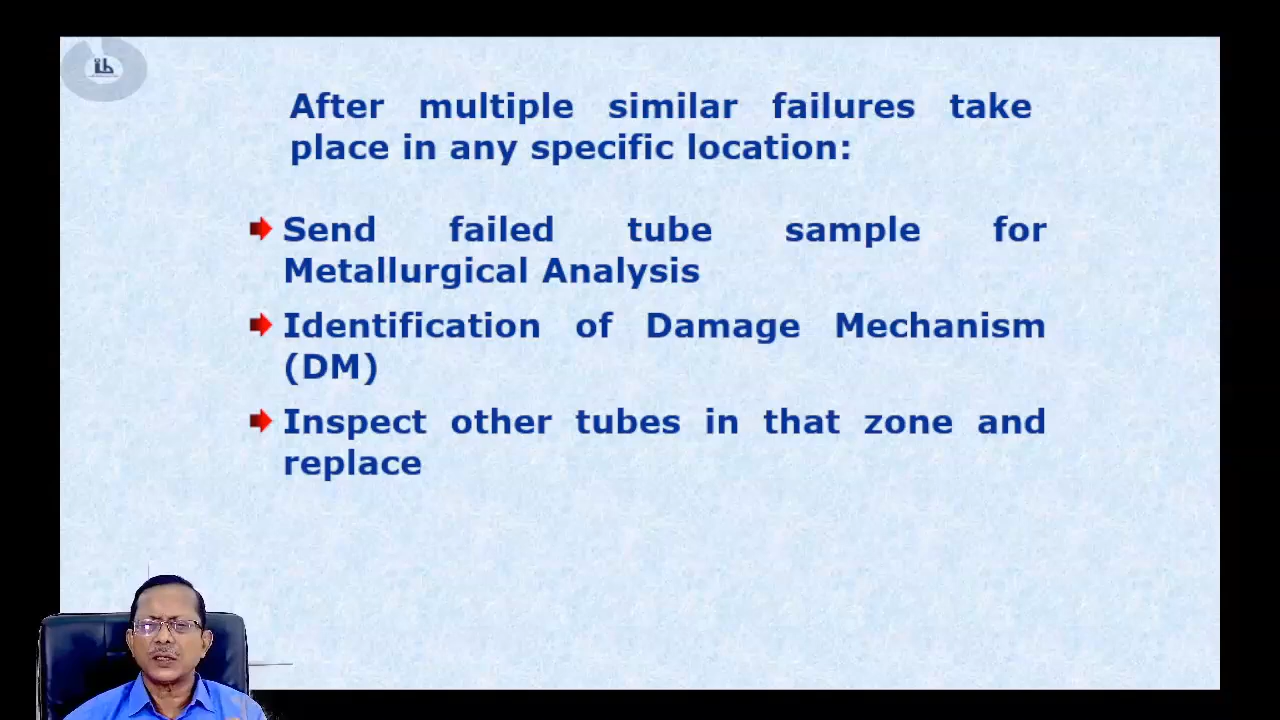 After multiple similar failures take
place in any specific location:
Send failed tube sample for
Metallurgical Analysis
Identification of Damage Mechanism
(DM)
Inspect other tubes in that zone and
replace